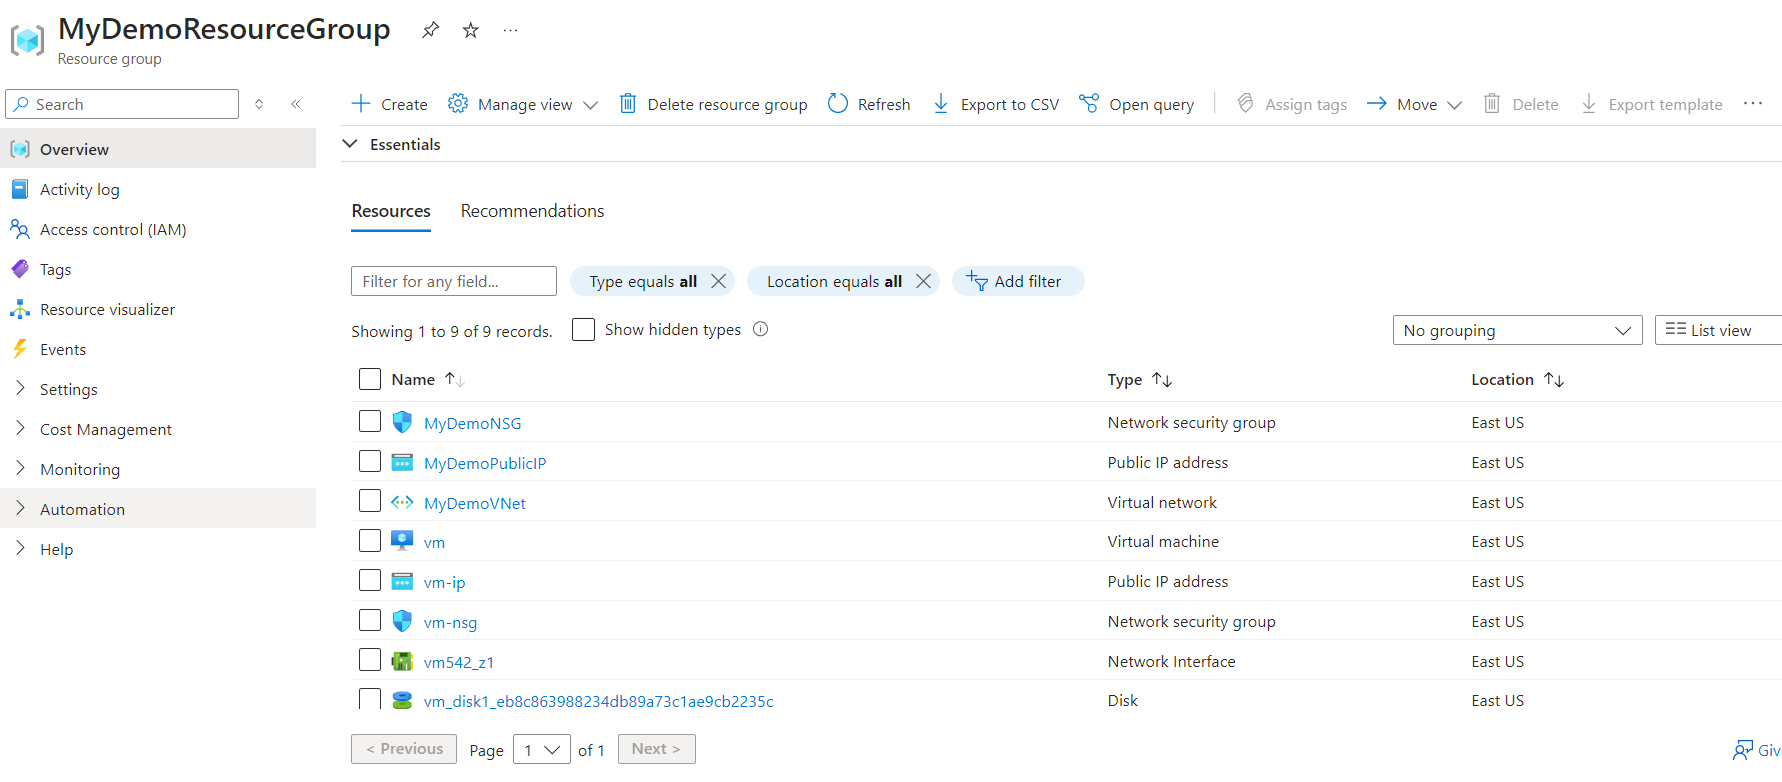 MyDemoResourceGroup
Resource group
Search
Overview
Activity log
Access control (IAM)
Tags
Resource visualizer
Events
Settings
Cost Management
Monitoring
Automation
Help
Create Manage view Delete resource group Refresh Export to CSV Open query Assign tags Move Delete Export template
Essentials
Resources Recommendations
Filter for any field... Type equals all Location equals all Add filter
Showing 1 to 9 of 9 records. Show hidden types No grouping List view
Name Type Location
MyDemoNSG Network security group East US
MyDemoPublicIP Public IP address East US
MyDemoVNet Virtual network East US
vm Virtual machine East US
vm-ip Public IP address East US
vm-nsg Network security group East US
vm542_z1 Network Interface East US
vm_disk1_eb8c863988234db89a73c1ae9cb2235c Disk East US
< Previous Page 1 of 1 Next >
Giv